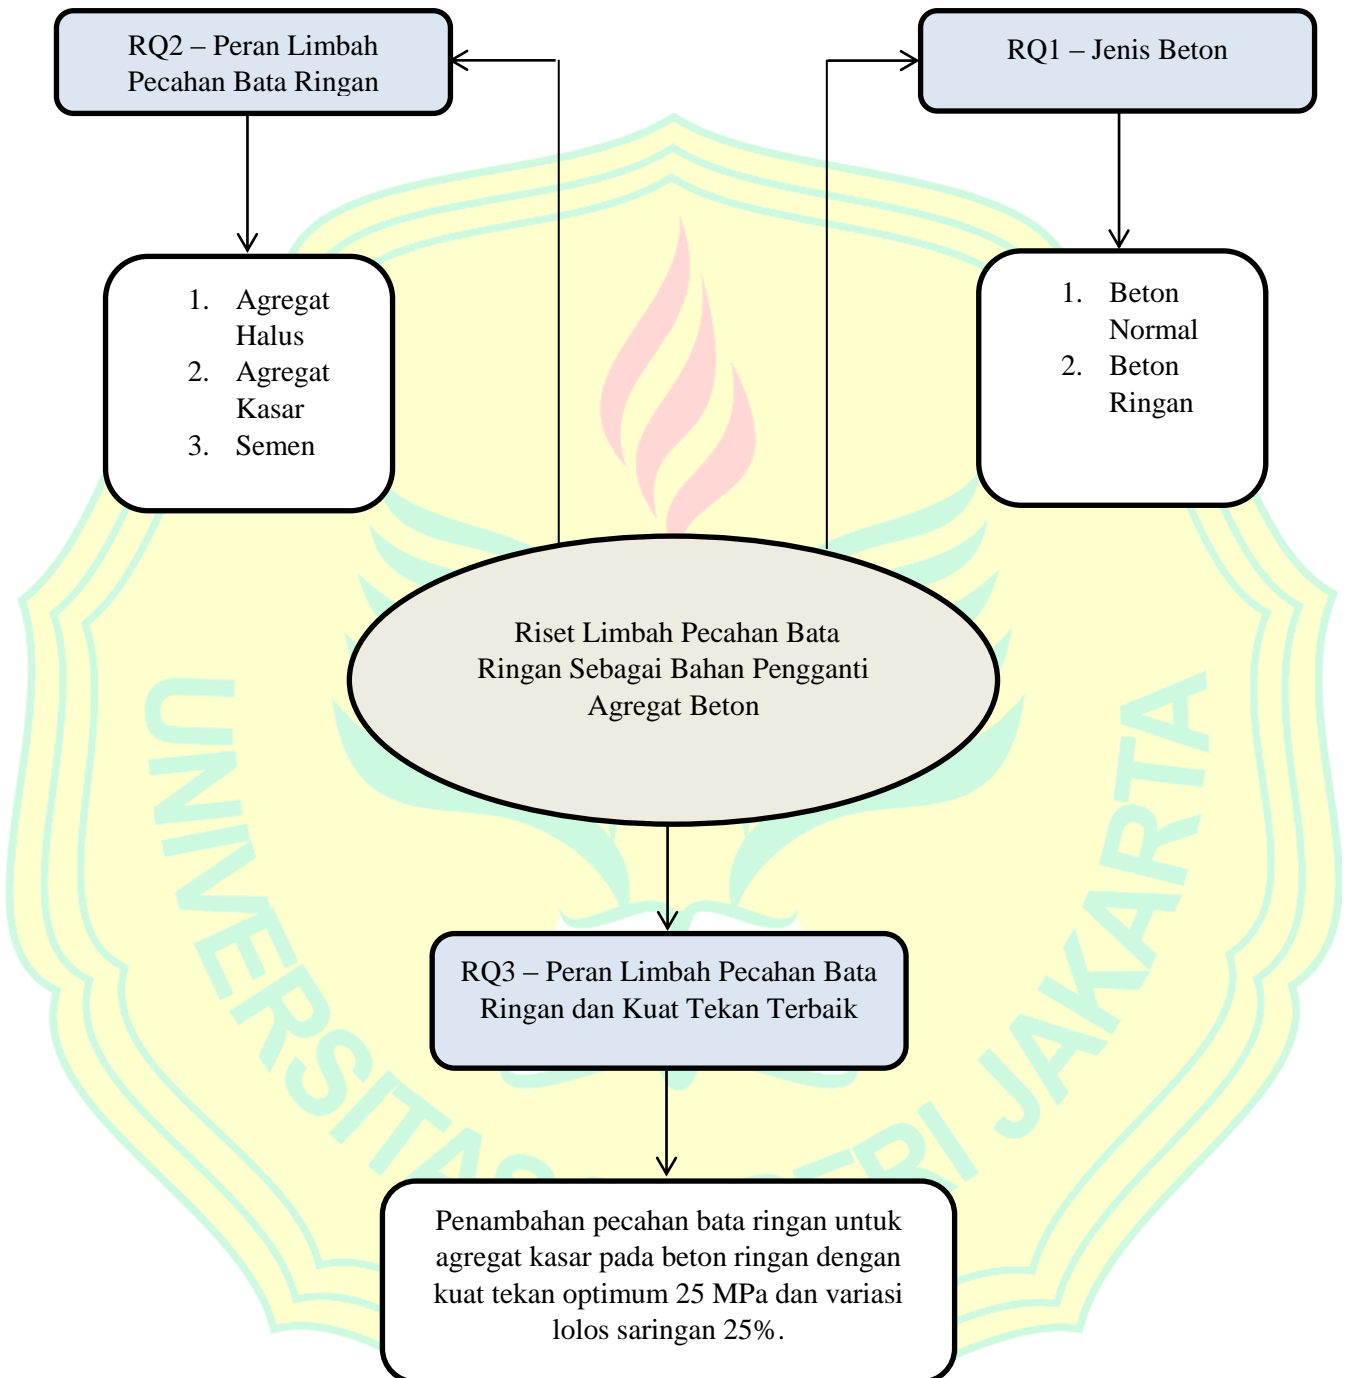 RQ2 – Peran Limbah
Pecahan Bata Ringan
RQ1 – Jenis Beton
1. Agregat
Halus
2. Agregat
Kasar
3. Semen
1. Beton
Normal
2. Beton
Ringan
Riset Limbah Pecahan Bata
Ringan Sebagai Bahan Pengganti
Agregat Beton
RQ3 – Peran Limbah Pecahan Bata
Ringan dan Kuat Tekan Terbaik
Penambahan pecahan bata ringan untuk
agregat kasar pada beton ringan dengan
kuat tekan optimum 25 MPa dan variasi
lolos saringan 25%.
UNIVERSITAS
JAKARTA